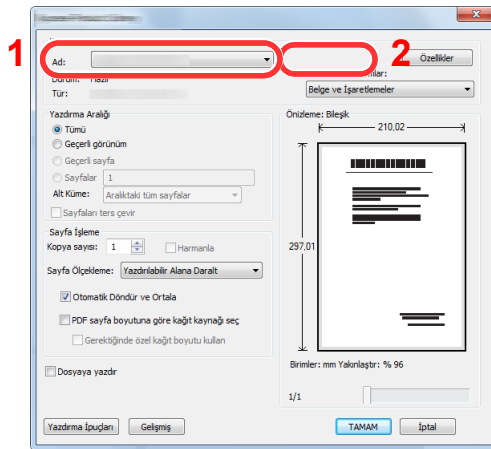 1
2
Ad:
Özellikler
Durum: Hazır
Tür:
Belge ve İşaretlemeler
Yazdırma Aralığı
Tümü
Geçerli görünüm
Geçerli sayfa
Sayfalar 1
Alt Küme: Aralıktaki tüm sayfalar
Sayfaları ters çevir
Sayfa İşleme
Kopya sayısı: 1 Harmanla
Sayfa Ölçekleme: Yazdırılabilir Alana Daralt
Otomatik Döndür ve Ortala
PDF sayfa boyutuna göre kağıt kaynağı seç
Gerektiğinde özel kağıt boyutu kullan
Dosyaya yazdır
Önizleme: Bileşik
210,02
297,01
Birimler: mm Yakınlaştır: % 96
1/1
Yazdırma İpuçları Gelişmiş TAMAM İptal